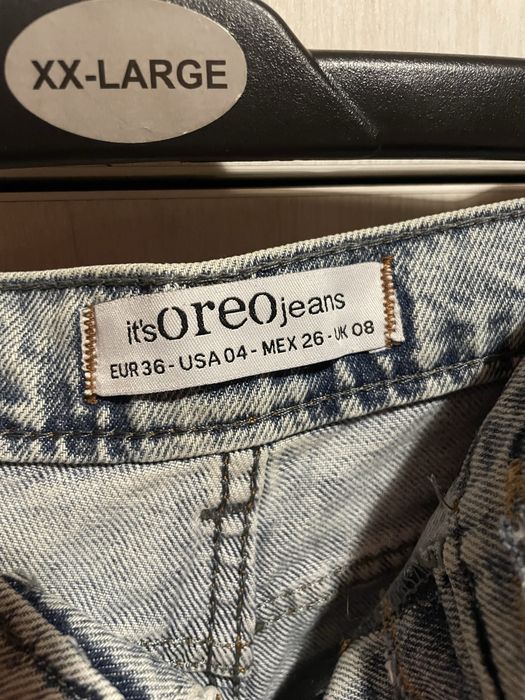 XX-LARGE
it's oreo jeans
EUR 36 - USA 04 - MEX 26 - UK 08